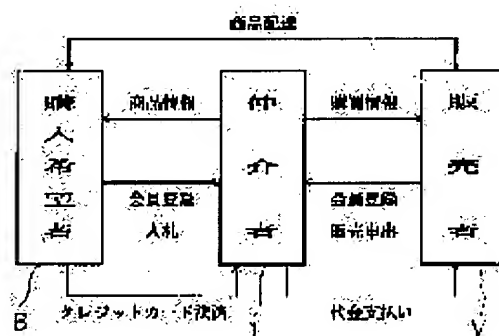 商品配達
購入希望者
商品情報
仲介者
購買情報
販売者
会員登録
入札
会員登録
販売申出
クレジットカード決済
代金支払い
B